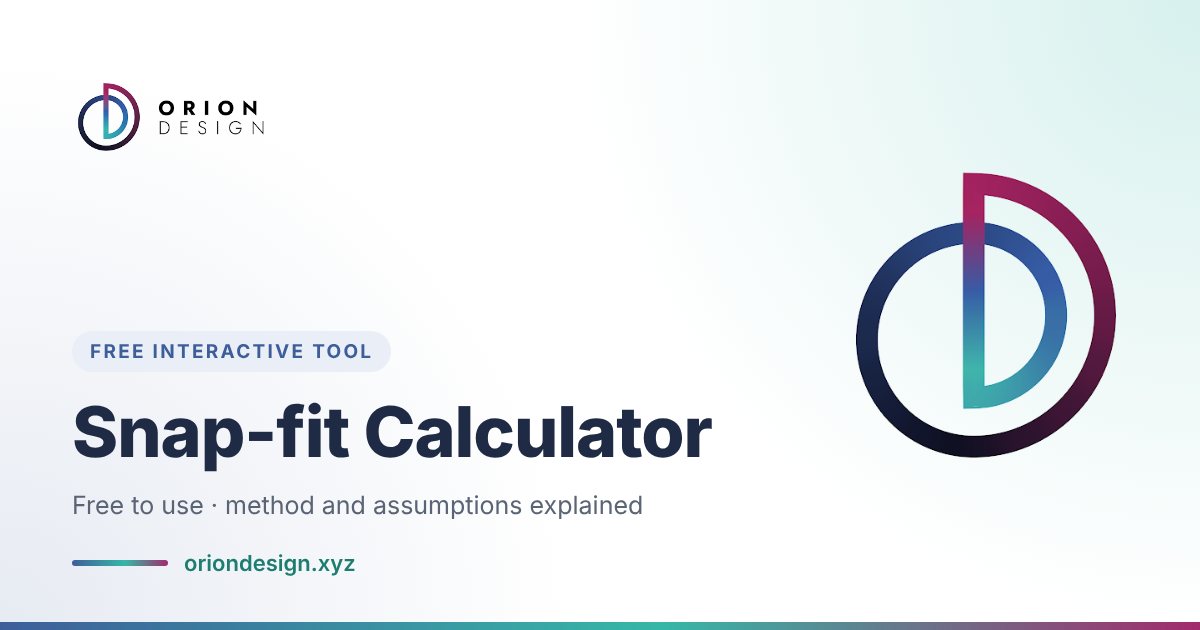 ORION
DESIGN
FREE INTERACTIVE TOOL
Snap-fit Calculator
Free to use · method and assumptions explained
oriondesign.xyz